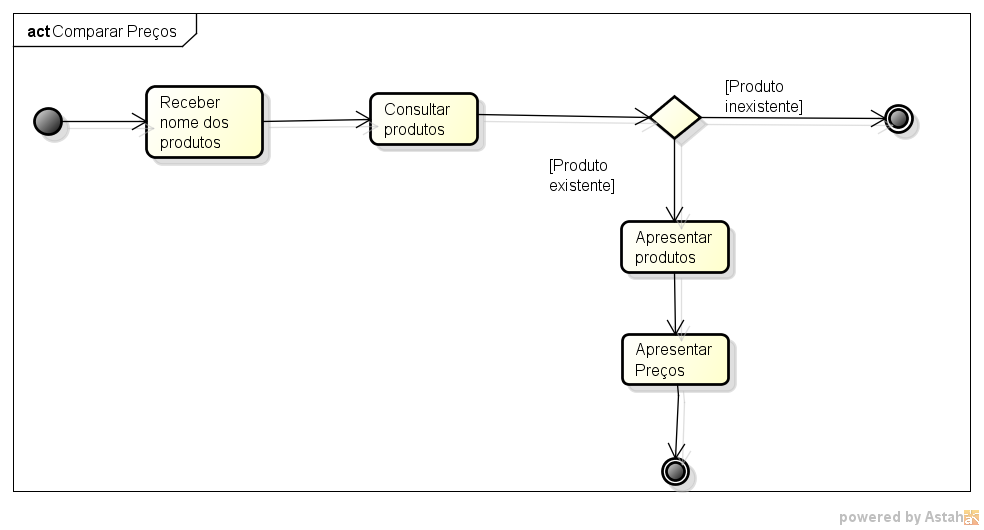 act Comparar Preços
Receber
nome dos
produtos
Consultar
produtos
[Produto
inexistente]
[Produto
existente]
Apresentar
produtos
Apresentar
Preços
powered by Astah